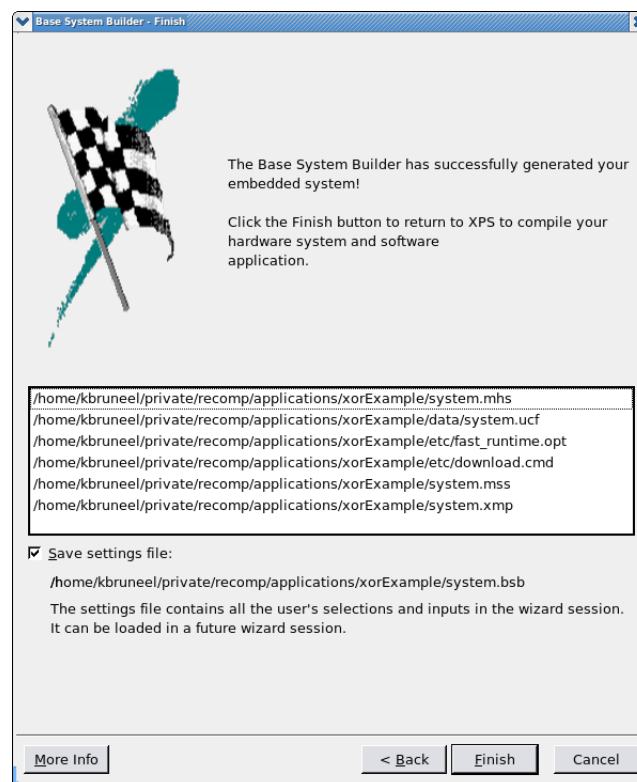 Base System Builder - Finish
The Base System Builder has successfully generated your
embedded system!
Click the Finish button to return to XPS to compile your
hardware system and software
application.
/home/kbruneel/private/recomp/applications/xorExample/system.mhs
/home/kbruneel/private/recomp/applications/xorExample/data/system.ucf
/home/kbruneel/private/recomp/applications/xorExample/etc/fast_runtime.opt
/home/kbruneel/private/recomp/applications/xorExample/etc/download.cmd
/home/kbruneel/private/recomp/applications/xorExample/system.mss
/home/kbruneel/private/recomp/applications/xorExample/system.xmp
Save settings file:
/home/kbruneel/private/recomp/applications/xorExample/system.bsb
The settings file contains all the user's selections and inputs in the wizard session.
It can be loaded in a future wizard session.
More Info
< Back
Finish
Cancel